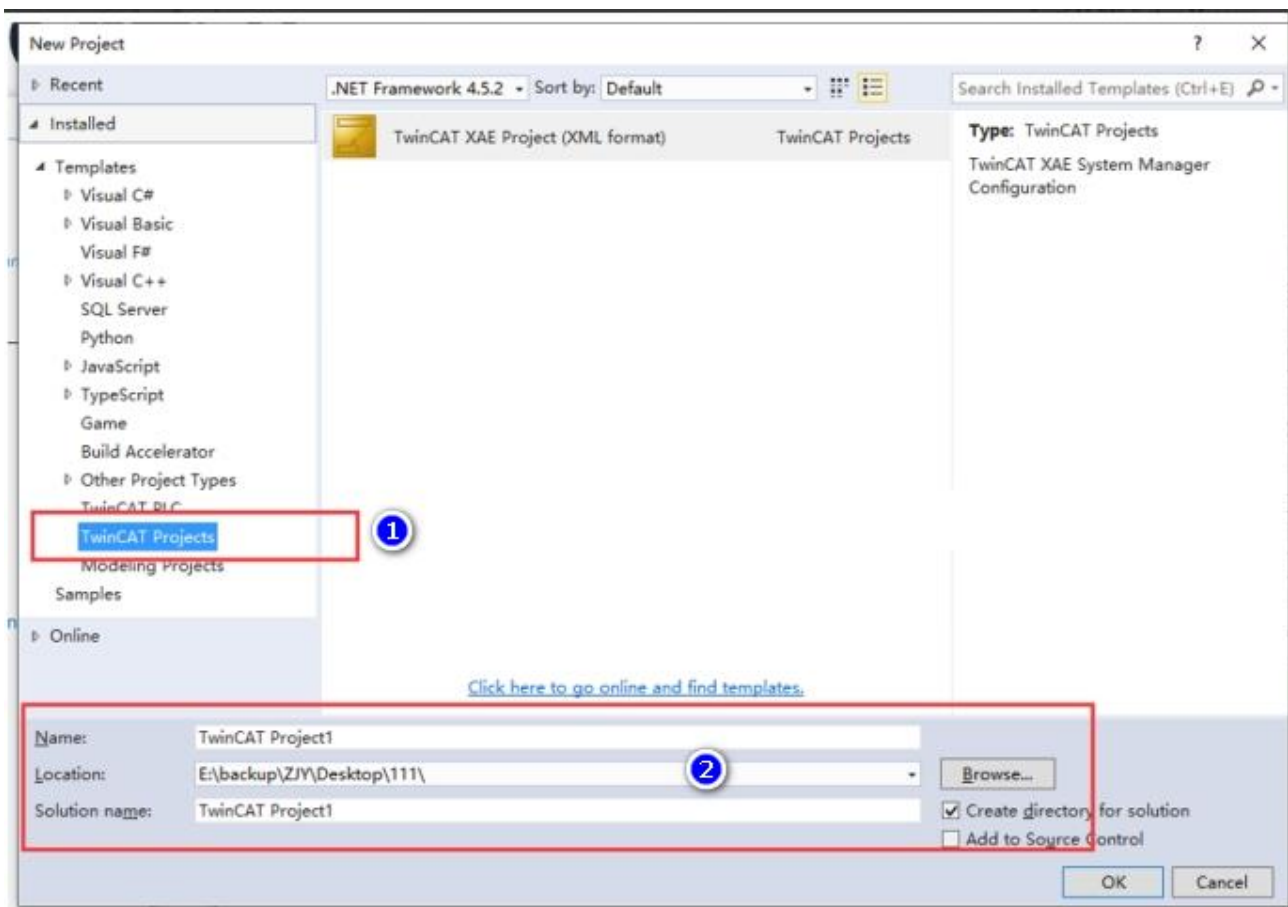 New Project
?
Recent
.NET Framework 4.5.2
Sort by: Default
Search Installed Templates (Ctrl+E)
Installed
TwinCAT XAE Project (XML format)
TwinCAT Projects
Type: TwinCAT Projects
TwinCAT XAE System Manager
Configuration
Templates
Visual C#
Visual Basic
Visual F#
Visual C++
SQL Server
Python
JavaScript
TypeScript
Game
Build Accelerator
Other Project Types
TwinCAT PLC
TwinCAT Projects
1
Modeling Projects
Samples
Online
Click here to go online and find templates.
Name: TwinCAT Project1
Location: E:\backup\ZJY\Desktop\111\
2
Browse...
Solution name: TwinCAT Project1
Create directory for solution
Add to Source Control
OK
Cancel